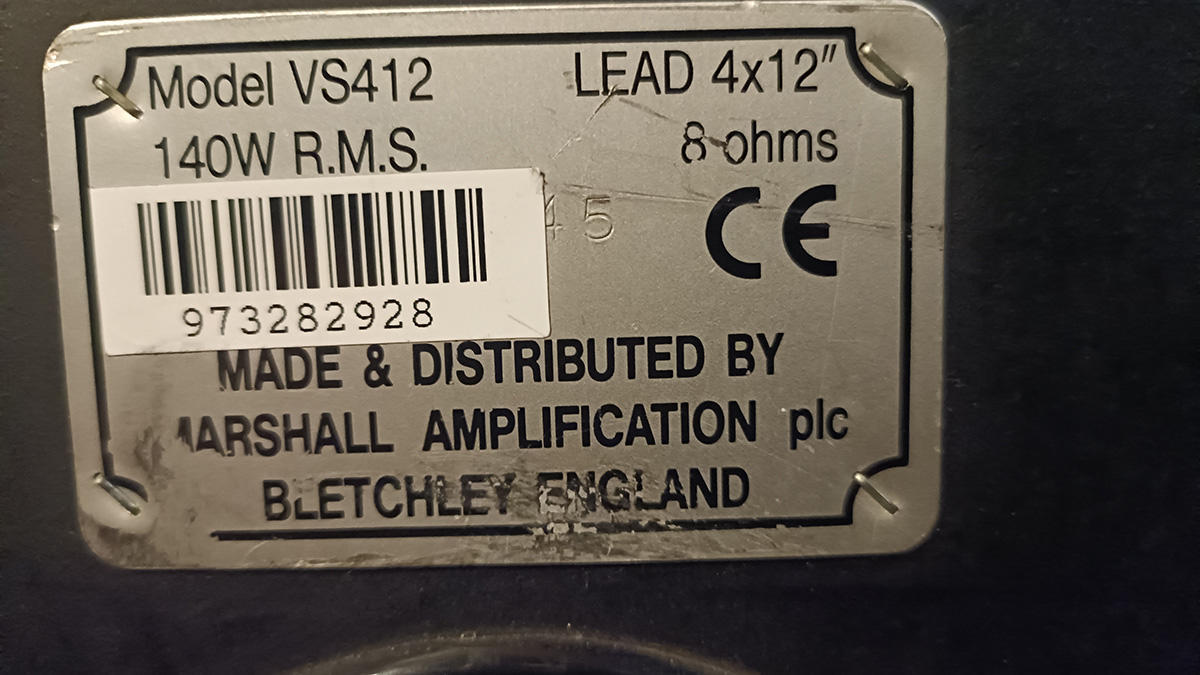 Model VS412 LEAD 4x12"
140W R.M.S. 8 ohms
45 CE
973282928
MADE & DISTRIBUTED BY
MARSHALL AMPLIFICATION plc
BLETCHLEY ENGLAND